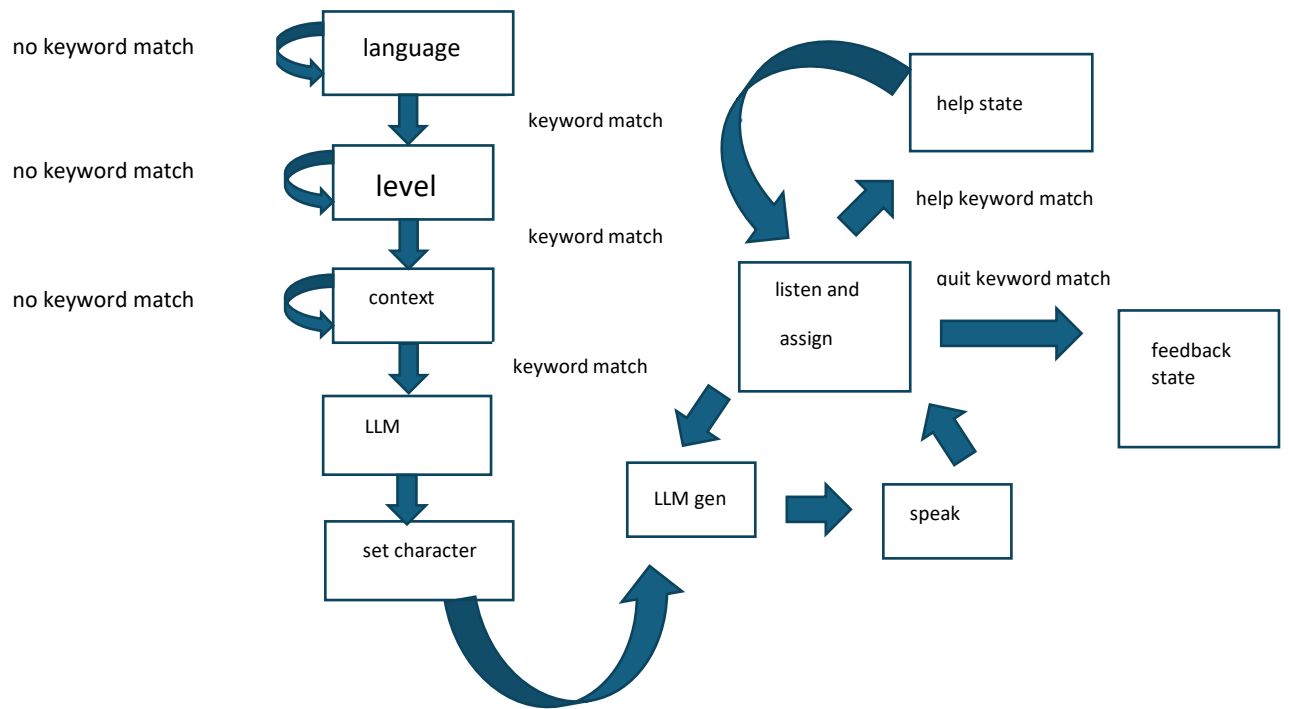 no keyword match
language
keyword match
no keyword match
level
keyword match
no keyword match
context
keyword match
LLM
set character
help state
help keyword match
listen and
assign
quit keyword match
feedback
state
LLM gen
speak